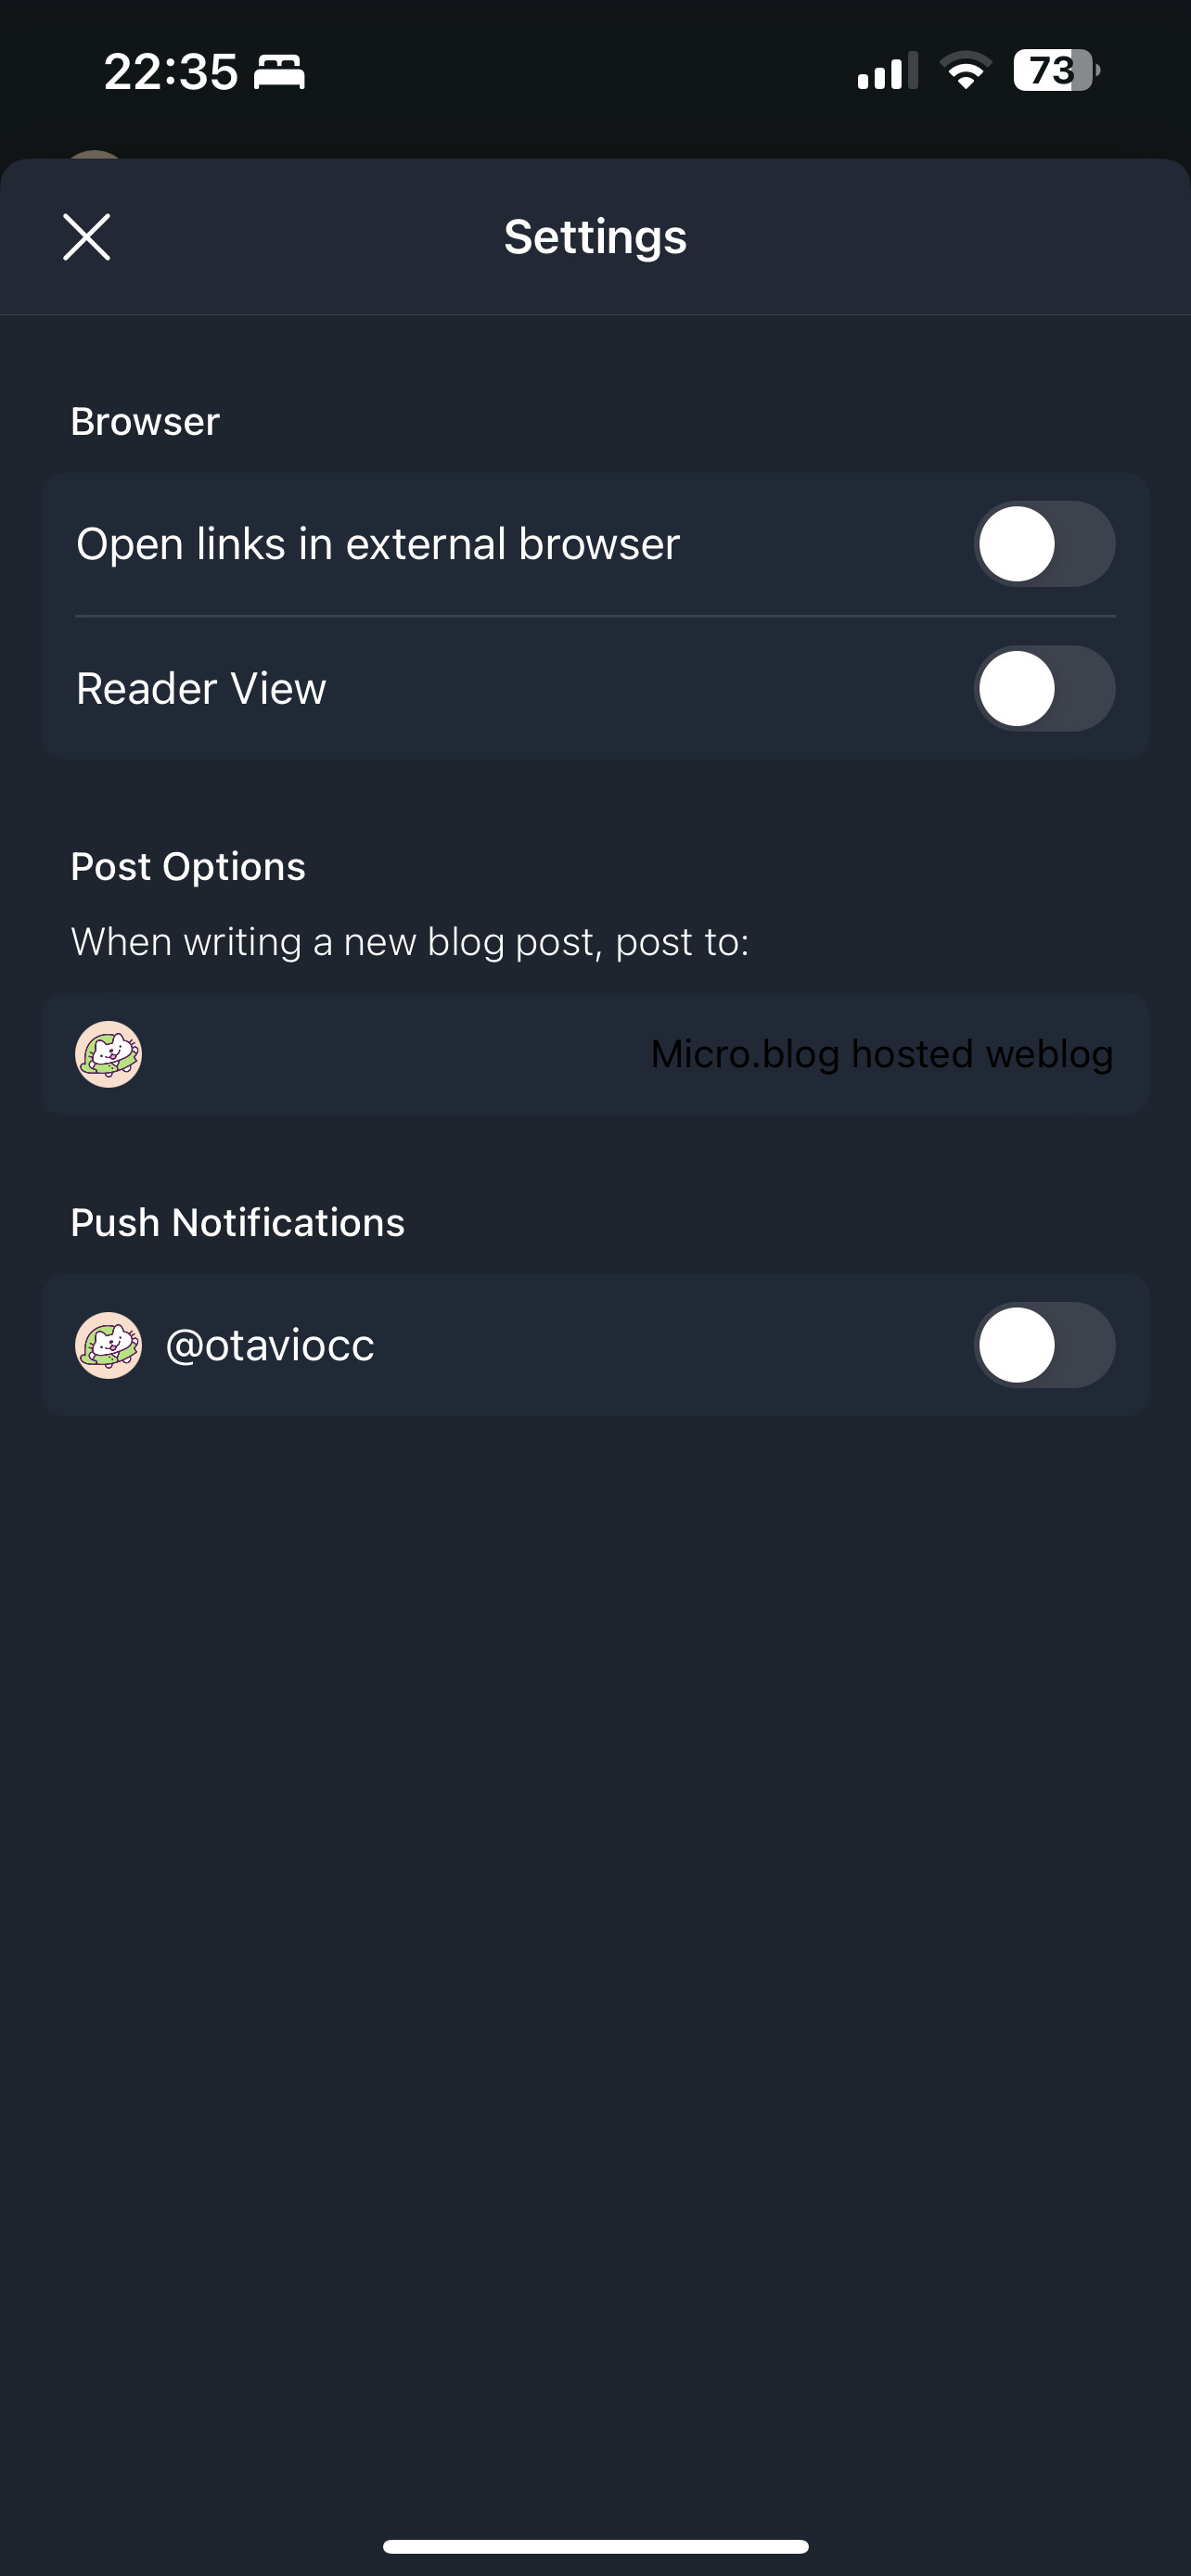 22:35
73
Settings
Browser
Open links in external browser
Reader View
Post Options
When writing a new blog post, post to:
Micro.blog hosted weblog
Push Notifications
@otaviocc